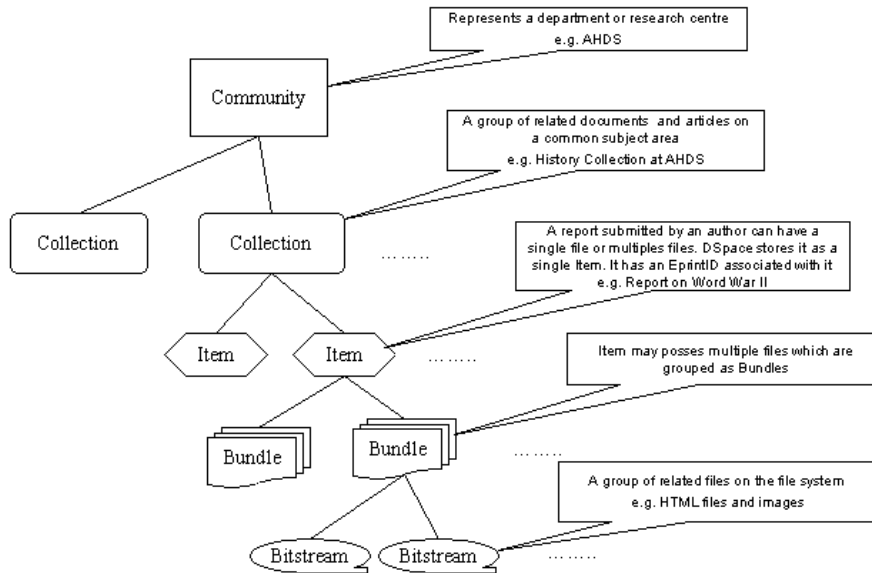 Represents a department or research centre
e.g. AHDS
Community
A group of related documents and articles on
a common subject area
e.g. History Collection at AHDS
Collection
Collection
........
A report submitted by an author can have a
single file or multiples files. DSpace stores it as a
single Item. It has an EprintID associated with it
e.g. Report on Word War II
Item
Item
........
Item may posses multiple files which are
grouped as Bundles
Bundle
Bundle
........
A group of related files on the file system
e.g. HTML files and images
Bitstream
Bitstream
........